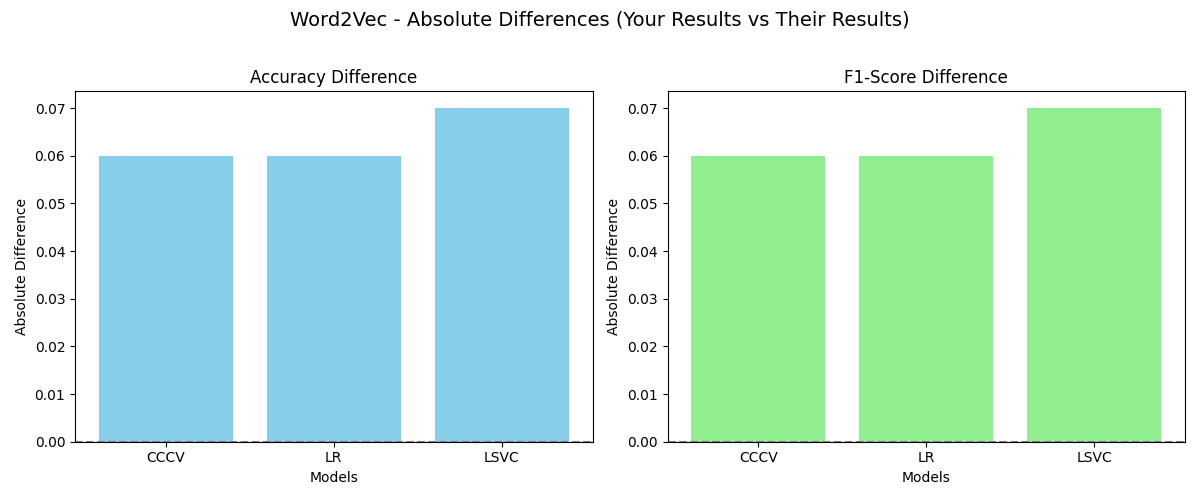 Word2Vec - Absolute Differences (Your Results vs Their Results)
Accuracy Difference
Absolute Difference
0.07
0.06
0.05
0.04
0.03
0.02
0.01
0.00
CCCV LR LSVC
Models
F1-Score Difference
Absolute Difference
0.07
0.06
0.05
0.04
0.03
0.02
0.01
0.00
CCCV LR LSVC
Models